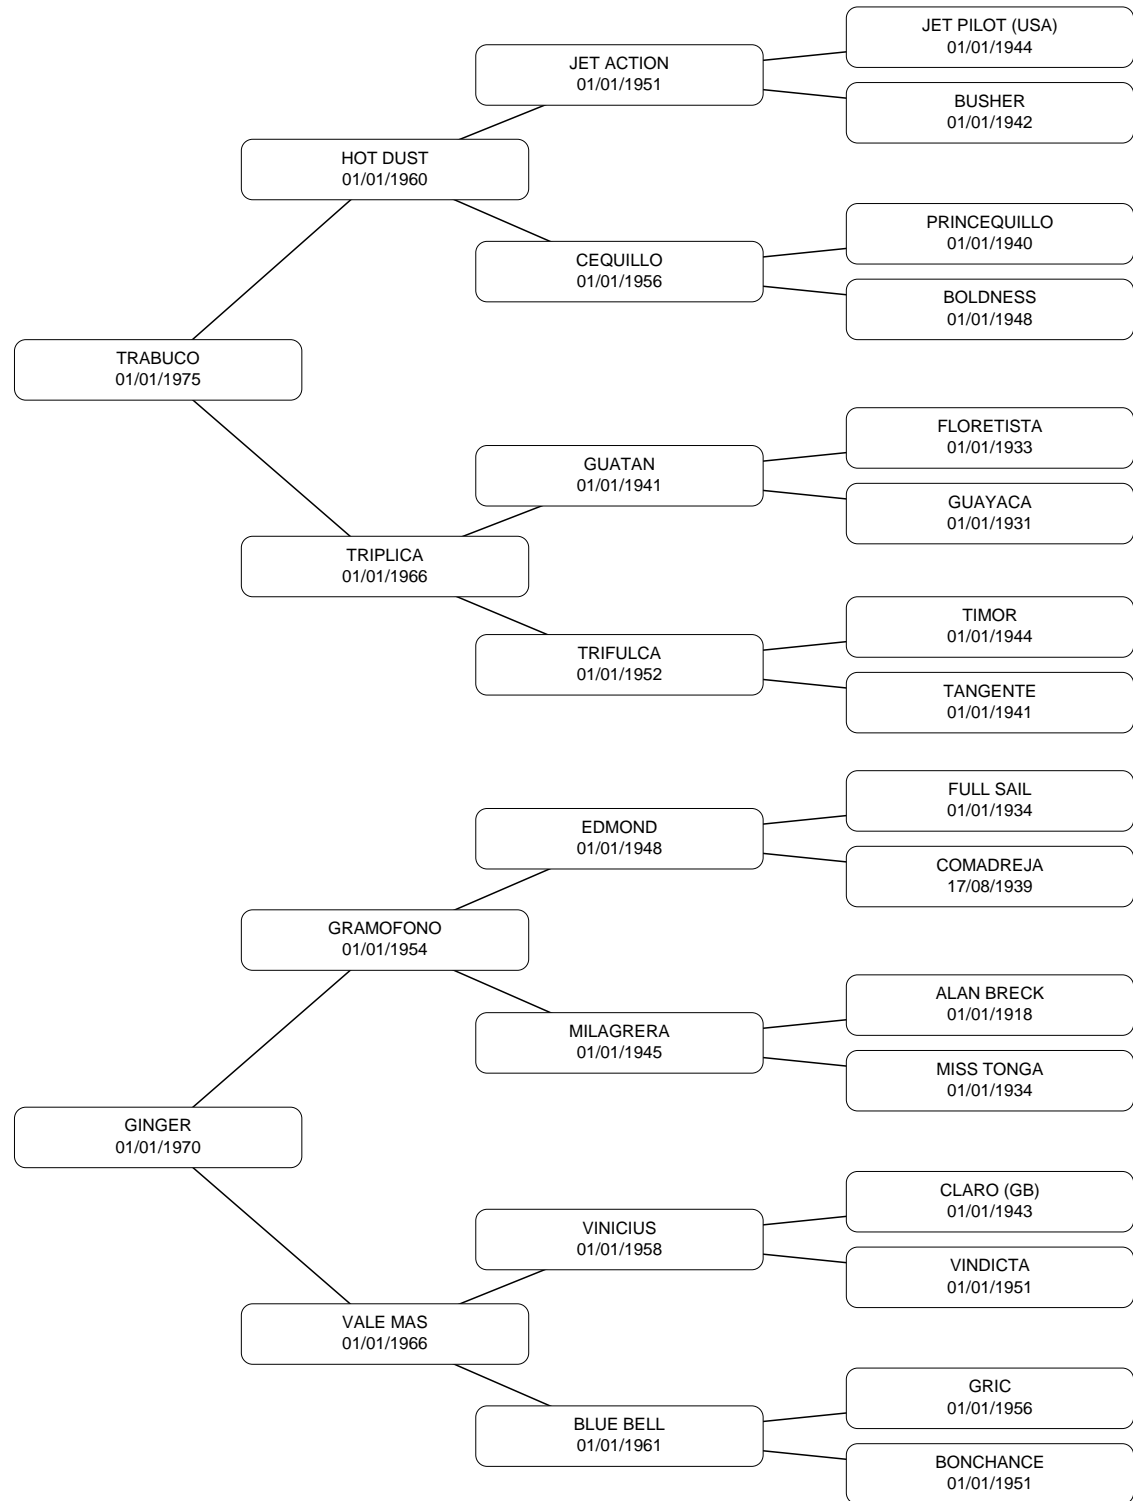 JET PILOT (USA)
01/01/1944
JET ACTION
01/01/1951
BUSHER
01/01/1942
HOT DUST
01/01/1960
PRINCEQUILLO
01/01/1940
CEQUILLO
01/01/1956
BOLDNESS
01/01/1948
TRABUCO
01/01/1975
FLORETISTA
01/01/1933
GUATAN
01/01/1941
GUAYACA
01/01/1931
TRIPLICA
01/01/1966
TIMOR
01/01/1944
TRIFULCA
01/01/1952
TANGENTE
01/01/1941
FULL SAIL
01/01/1934
EDMOND
01/01/1948
COMADREJA
17/08/1939
GRAMOFONO
01/01/1954
ALAN BRECK
01/01/1918
MILAGRERA
01/01/1945
MISS TONGA
01/01/1934
GINGER
01/01/1970
CLARO (GB)
01/01/1943
VINICIUS
01/01/1958
VINDICTA
01/01/1951
VALE MAS
01/01/1966
GRIC
01/01/1956
BLUE BELL
01/01/1961
BONCHANCE
01/01/1951